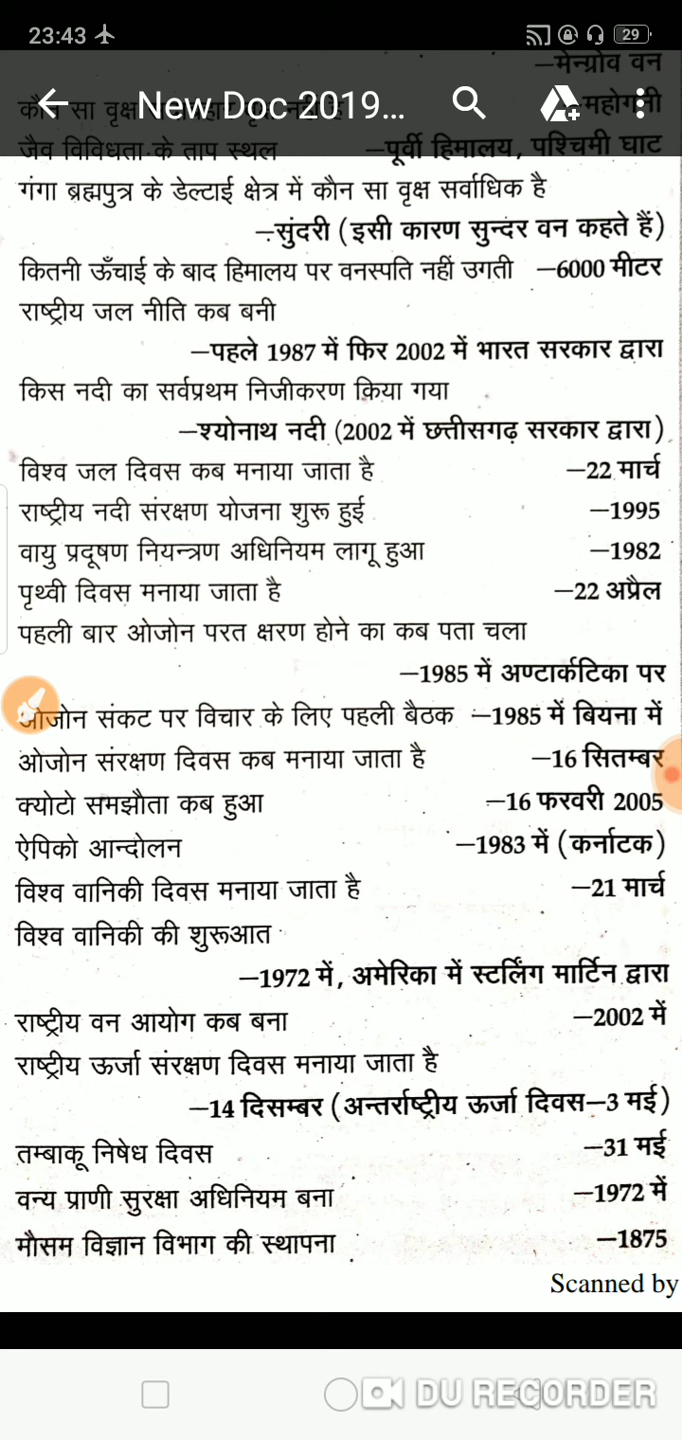 23:43
29
–मेन्ग्रोव वन
New Doc 2019...
कौन सा वृक्ष नहीं है –महोगनी
जैव विविधता के ताप स्थल –पूर्वी हिमालय, पश्चिमी घाट
गंगा ब्रह्मपुत्र के डेल्टाई क्षेत्र में कौन सा वृक्ष सर्वाधिक है
–सुंदरी (इसी कारण सुन्दर वन कहते हैं)
कितनी ऊँचाई के बाद हिमालय पर वनस्पति नहीं उगती –6000 मीटर
राष्ट्रीय जल नीति कब बनी
–पहले 1987 में फिर 2002 में भारत सरकार द्वारा
किस नदी का सर्वप्रथम निजीकरण किया गया
–श्योनाथ नदी (2002 में छत्तीसगढ़ सरकार द्वारा)
विश्व जल दिवस कब मनाया जाता है –22 मार्च
राष्ट्रीय नदी संरक्षण योजना शुरू हुई –1995
वायु प्रदूषण नियन्त्रण अधिनियम लागू हुआ –1982
पृथ्वी दिवस मनाया जाता है –22 अप्रैल
पहली बार ओजोन परत क्षरण होने का कब पता चला
–1985 में अण्टार्कटिका पर
ओजोन संकट पर विचार के लिए पहली बैठक –1985 में बियना में
ओजोन संरक्षण दिवस कब मनाया जाता है –16 सितम्बर
क्योटो समझौता कब हुआ –16 फरवरी 2005
ऐपिको आन्दोलन –1983 में (कर्नाटक)
विश्व वानिकी दिवस मनाया जाता है –21 मार्च
विश्व वानिकी की शुरूआत
–1972 में, अमेरिका में स्टर्लिंग मार्टिन द्वारा
राष्ट्रीय वन आयोग कब बना –2002 में
राष्ट्रीय ऊर्जा संरक्षण दिवस मनाया जाता है
–14 दिसम्बर (अन्तर्राष्ट्रीय ऊर्जा दिवस–3 मई)
तम्बाकू निषेध दिवस –31 मई
वन्य प्राणी सुरक्षा अधिनियम बना –1972 में
मौसम विज्ञान विभाग की स्थापना –1875
Scanned by
DU RECORDER